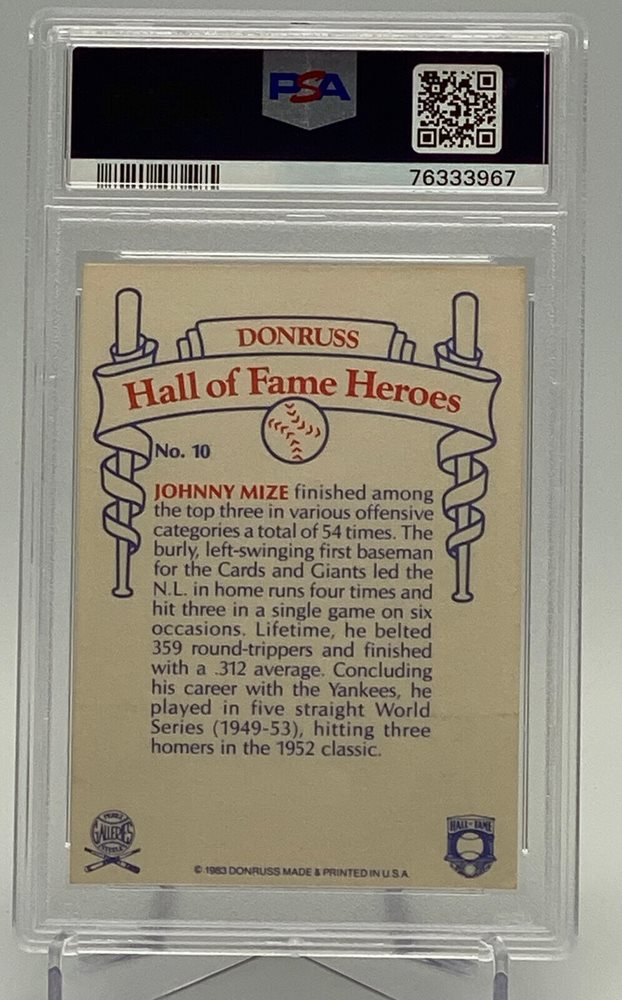 PSA
76333967
DONRUSS
Hall of Fame Heroes
No. 10
JOHNNY MIZE finished among
the top three in various offensive
categories a total of 54 times. The
burly, left-swinging first baseman
for the Cards and Giants led the
N.L. in home runs four times and
hit three in a single game on six
occasions. Lifetime, he belted
359 round-trippers and finished
with a .312 average. Concluding
his career with the Yankees, he
played in five straight World
Series (1949-53), hitting three
homers in the 1952 classic.
PEREZ
GALLERIES
STEELE
HALL OF FAME
© 1983 DONRUSS MADE & PRINTED IN U.S.A.